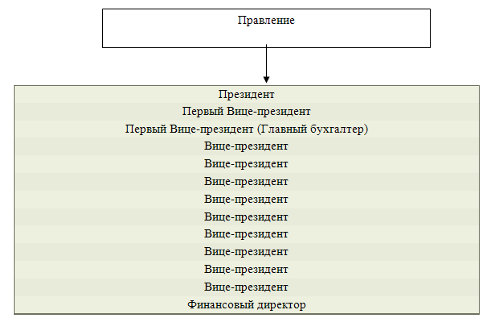 Правление
Президент
Первый Вице-президент
Первый Вице-президент (Главный бухгалтер)
Вице-президент
Вице-президент
Вице-президент
Вице-президент
Вице-президент
Вице-президент
Вице-президент
Вице-президент
Вице-президент
Финансовый директор